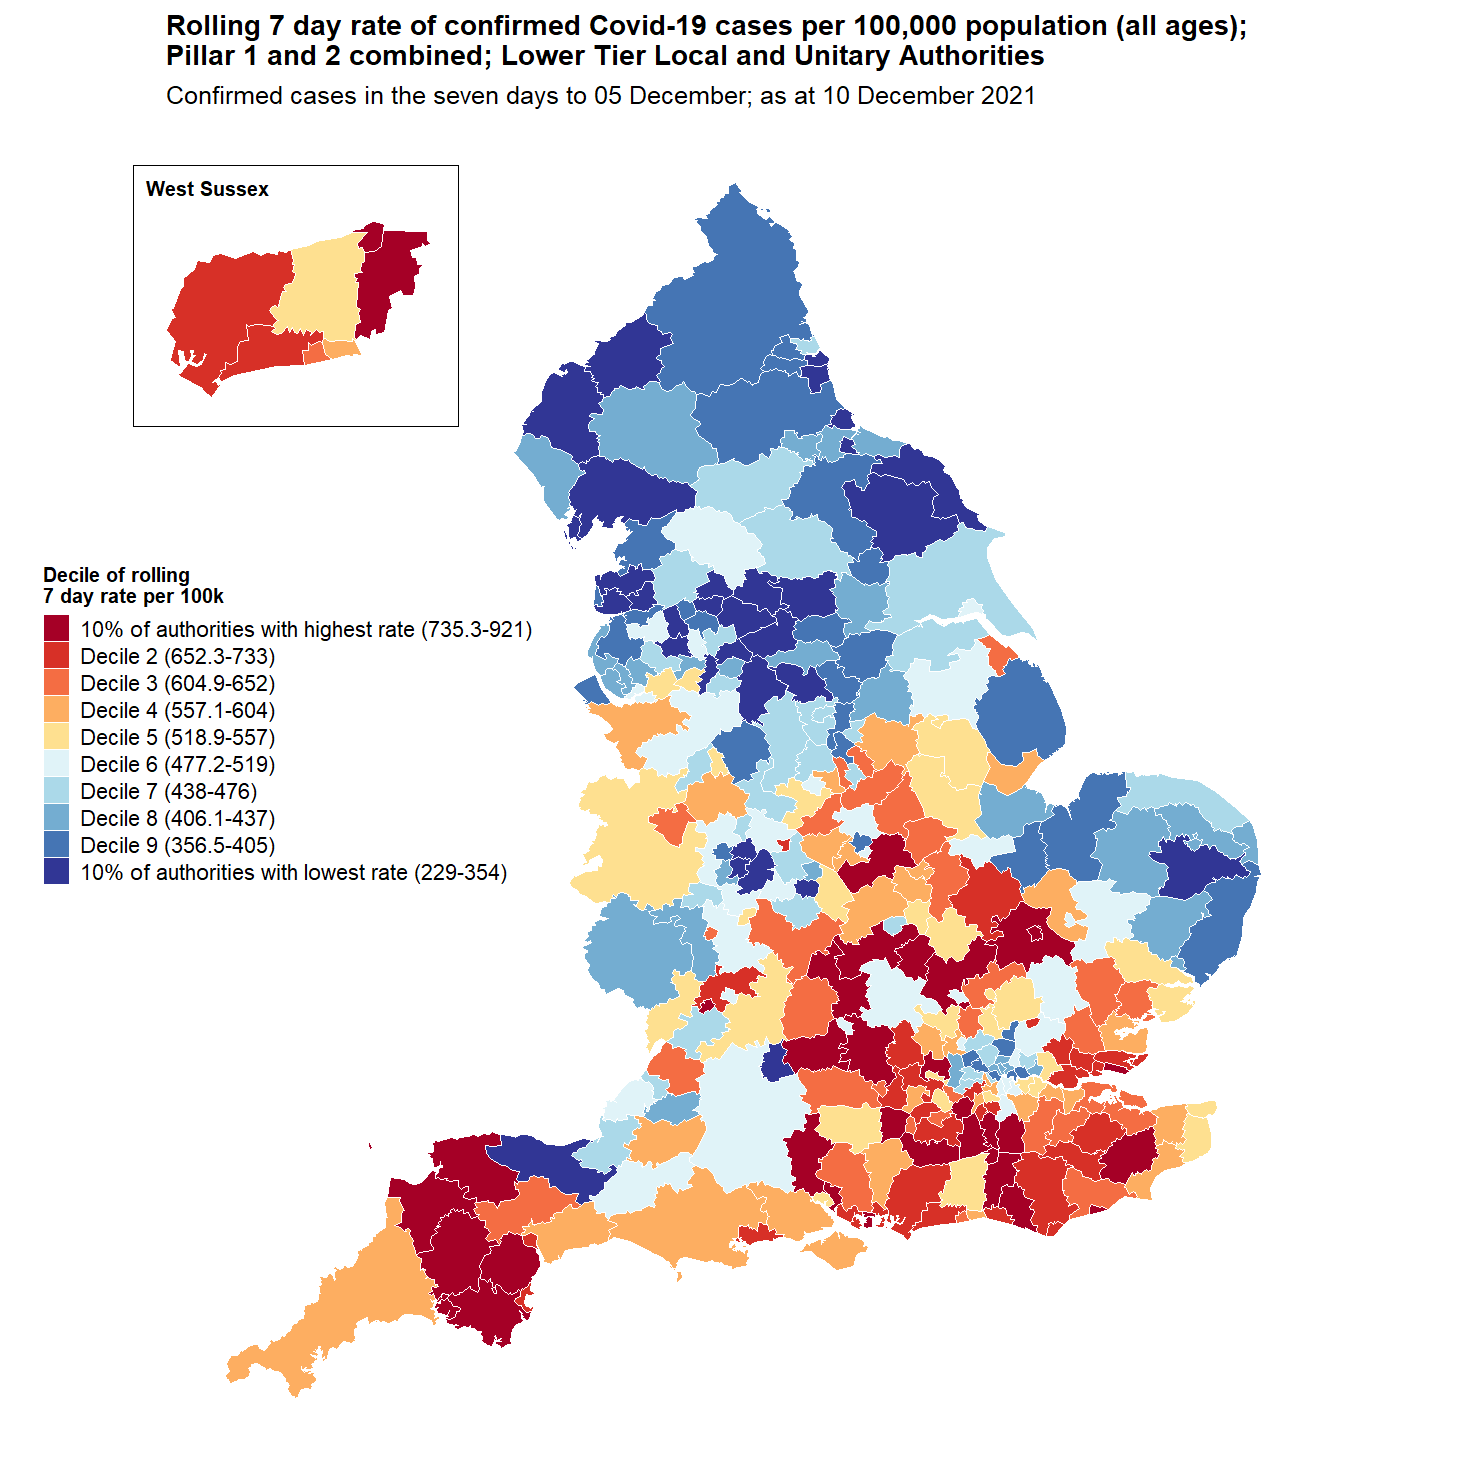 Rolling 7 day rate of confirmed Covid-19 cases per 100,000 population (all ages);
Pillar 1 and 2 combined; Lower Tier Local and Unitary Authorities
Confirmed cases in the seven days to 05 December; as at 10 December 2021
West Sussex
Decile of rolling
7 day rate per 100k
10% of authorities with highest rate (735.3-921)
Decile 2 (652.3-733)
Decile 3 (604.9-652)
Decile 4 (557.1-604)
Decile 5 (518.9-557)
Decile 6 (477.2-519)
Decile 7 (438-476)
Decile 8 (406.1-437)
Decile 9 (356.5-405)
10% of authorities with lowest rate (229-354)